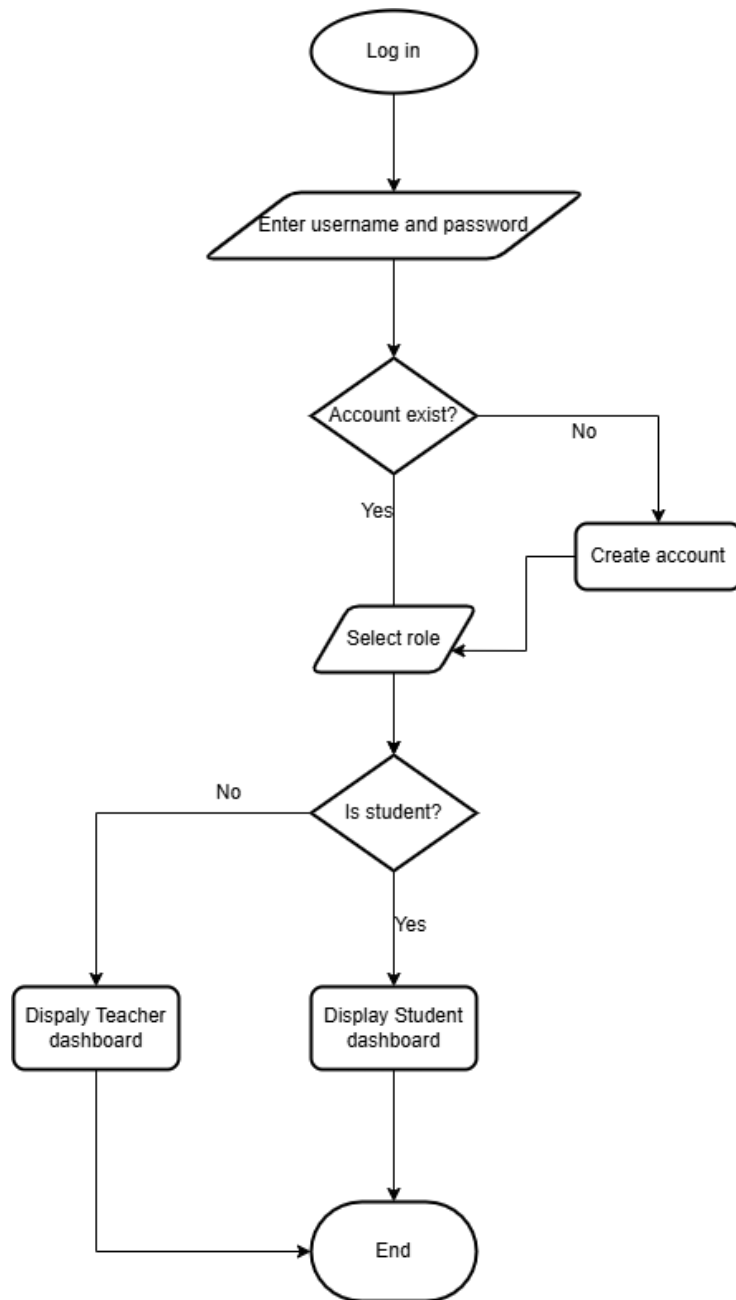 Log in
Enter username and password
Account exist?
No
Yes
Create account
Select role
No
Is student?
Yes
Dispaly Teacher
dashboard
Display Student
dashboard
End